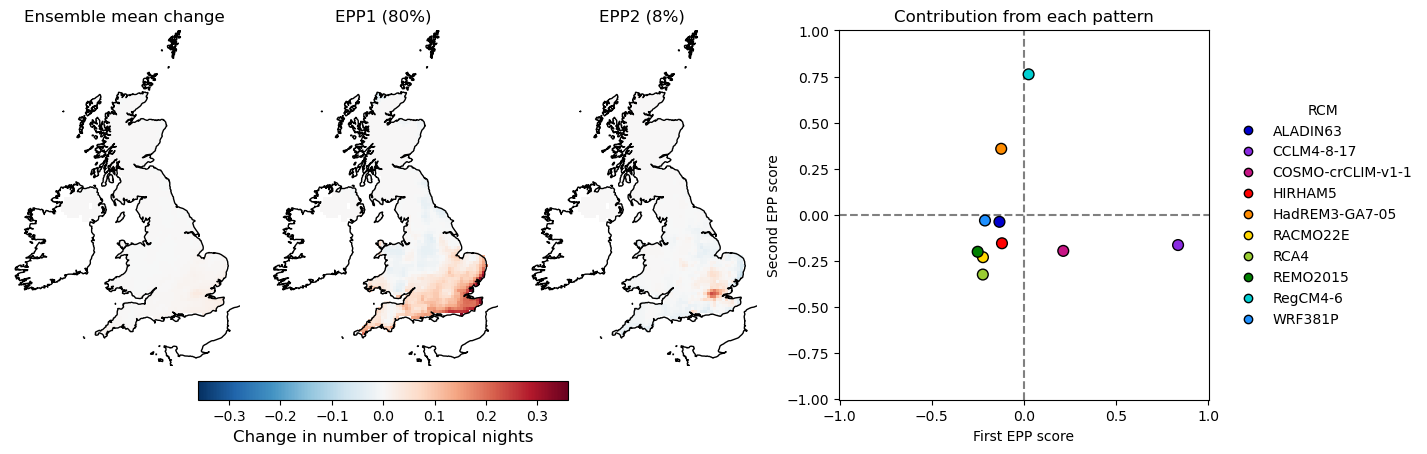 Ensemble mean change
EPP1 (80%)
EPP2 (8%)
Contribution from each pattern
−0.3 −0.2 −0.1 0.0 0.1 0.2 0.3
Change in number of tropical nights
Second EPP score
1.00
0.75
0.50
0.25
0.00
−0.25
−0.50
−0.75
−1.00
−1.0 −0.5 0.0 0.5 1.0
First EPP score
RCM
ALADIN63
CCLM4-8-17
COSMO-crCLIM-v1-1
HIRHAM5
HadREM3-GA7-05
RACMO22E
RCA4
REMO2015
RegCM4-6
WRF381P